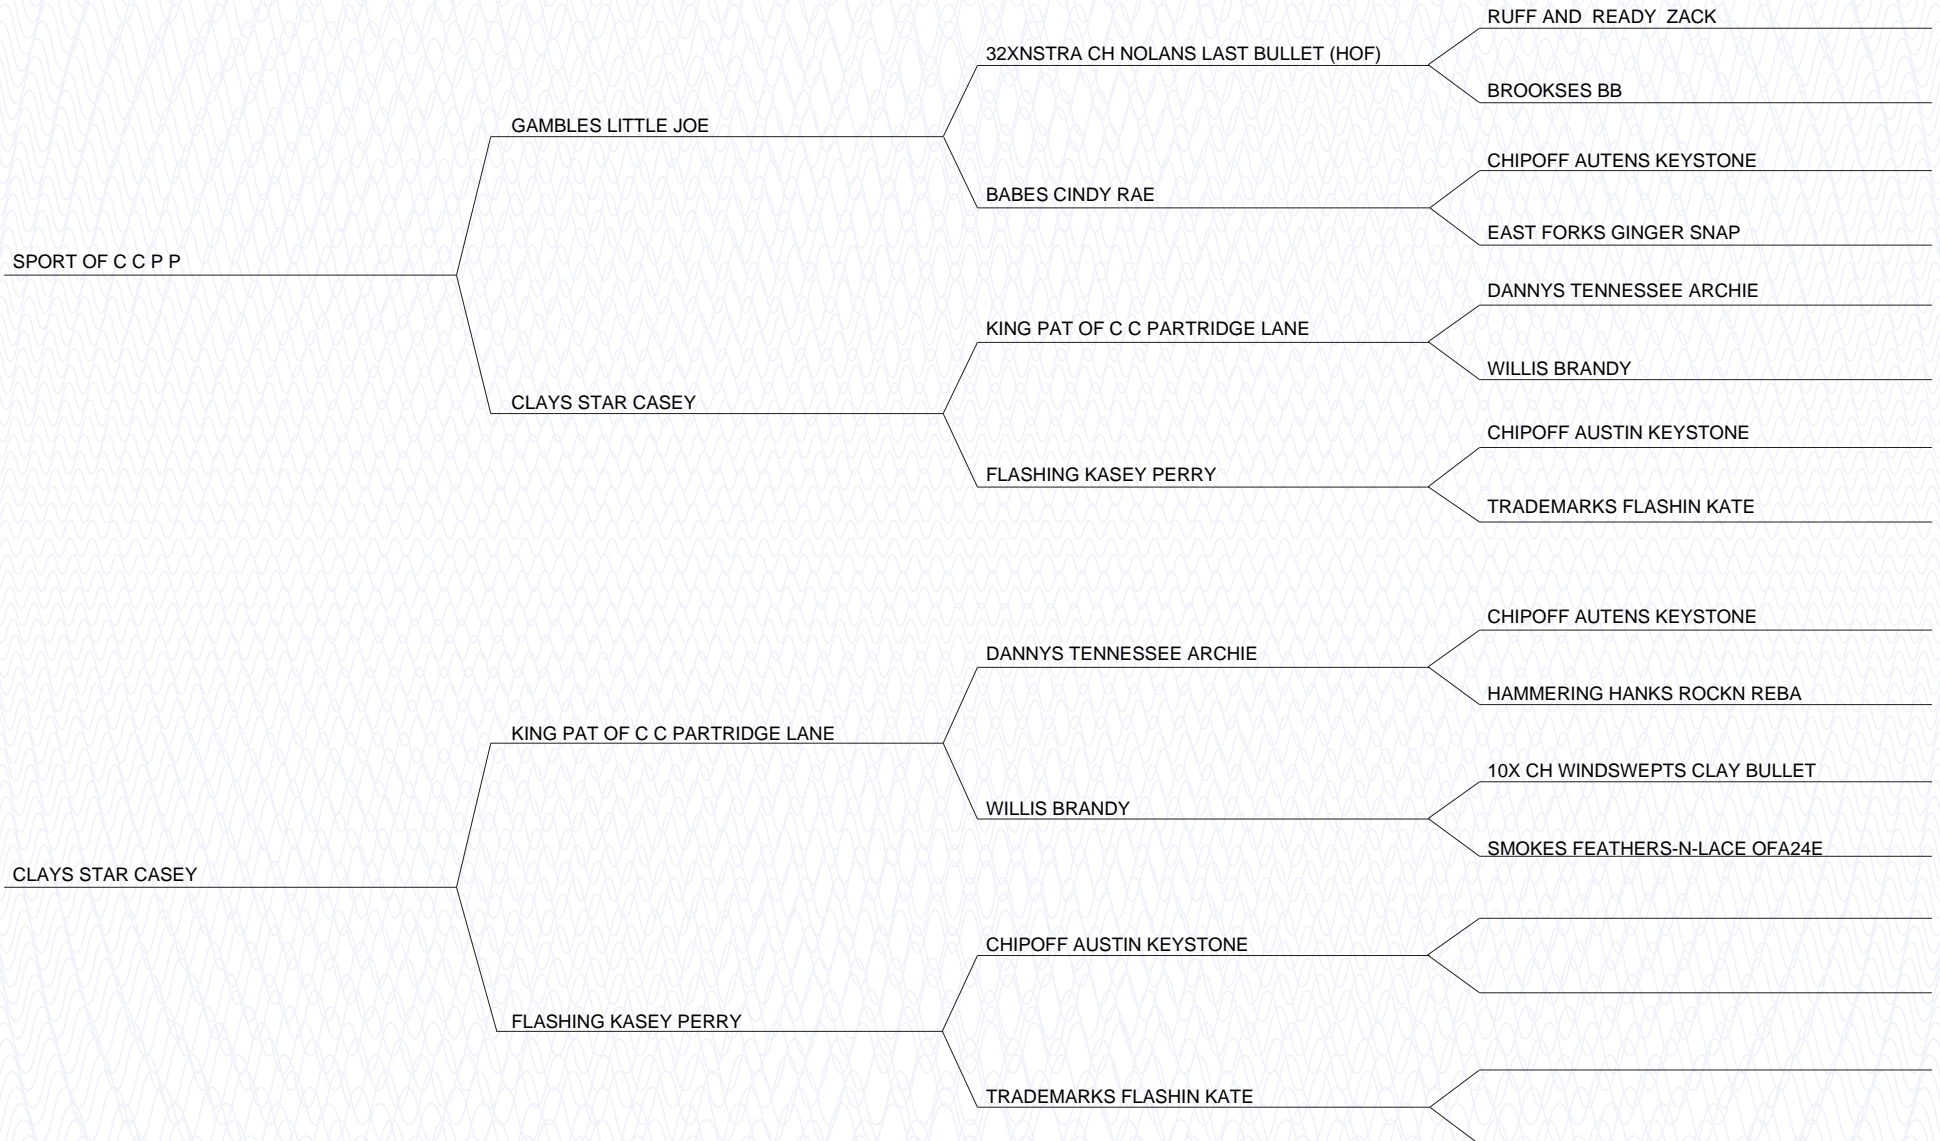 RUFF AND  READY  ZACK
32XNSTRA CH NOLANS LAST BULLET (HOF)
BROOKSES BB
GAMBLES LITTLE JOE
CHIPOFF AUTENS KEYSTONE
BABES CINDY RAE
EAST FORKS GINGER SNAP
SPORT OF C C P P
DANNYS TENNESSEE ARCHIE
KING PAT OF C C PARTRIDGE LANE
WILLIS BRANDY
CLAYS STAR CASEY
CHIPOFF AUSTIN KEYSTONE
FLASHING KASEY PERRY
TRADEMARKS FLASHIN KATE
CHIPOFF AUTENS KEYSTONE
DANNYS TENNESSEE ARCHIE
HAMMERING HANKS ROCKN REBA
KING PAT OF C C PARTRIDGE LANE
10X CH WINDSWEPTS CLAY BULLET
WILLIS BRANDY
SMOKES FEATHERS-N-LACE OFA24E
CLAYS STAR CASEY
CHIPOFF AUSTIN KEYSTONE
FLASHING KASEY PERRY
TRADEMARKS FLASHIN KATE